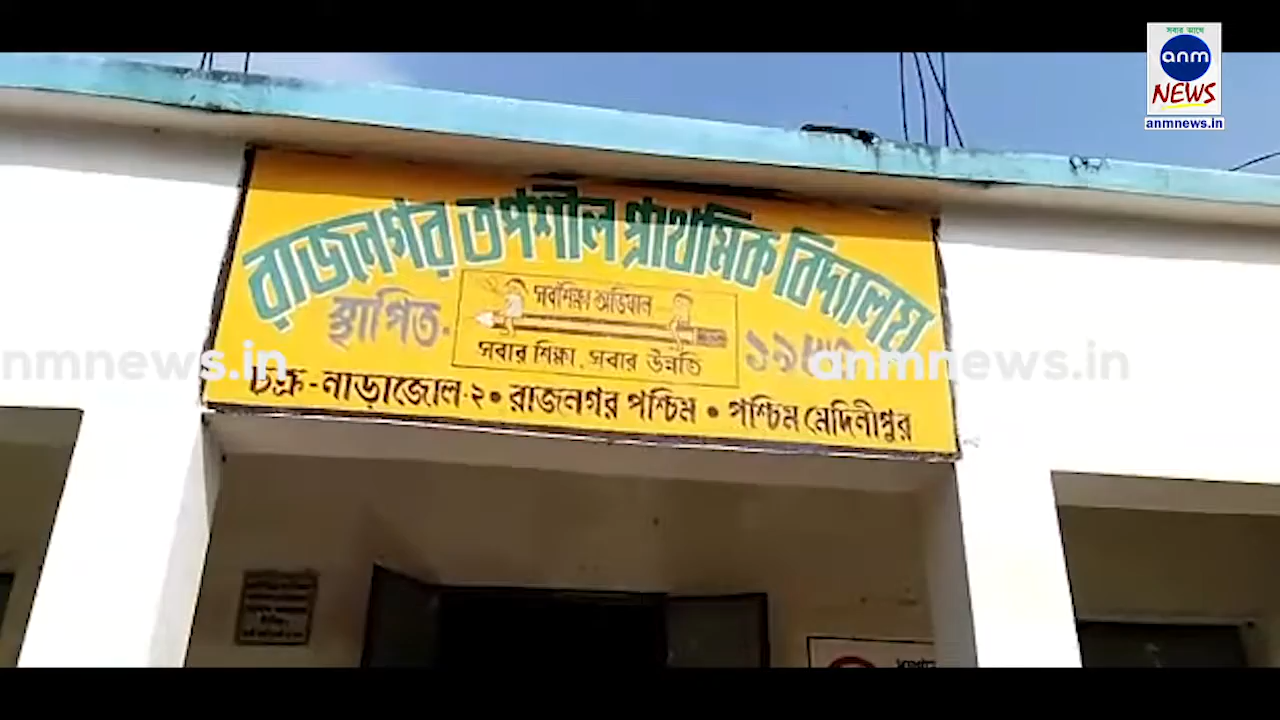 সবার আগে
anm
NEWS
anmnews.in
রাজনগর তপশীল প্রাথমিক বিদ্যালয়
স্থাপিত
সর্বশিক্ষা অভিযান
সবার শিক্ষা. সবার উন্নতি
চক্র-নাড়াজোল-২ • রাজনগর পশ্চিম • পশ্চিম মেদিনীপুর
anmnews.in
anmnews.in